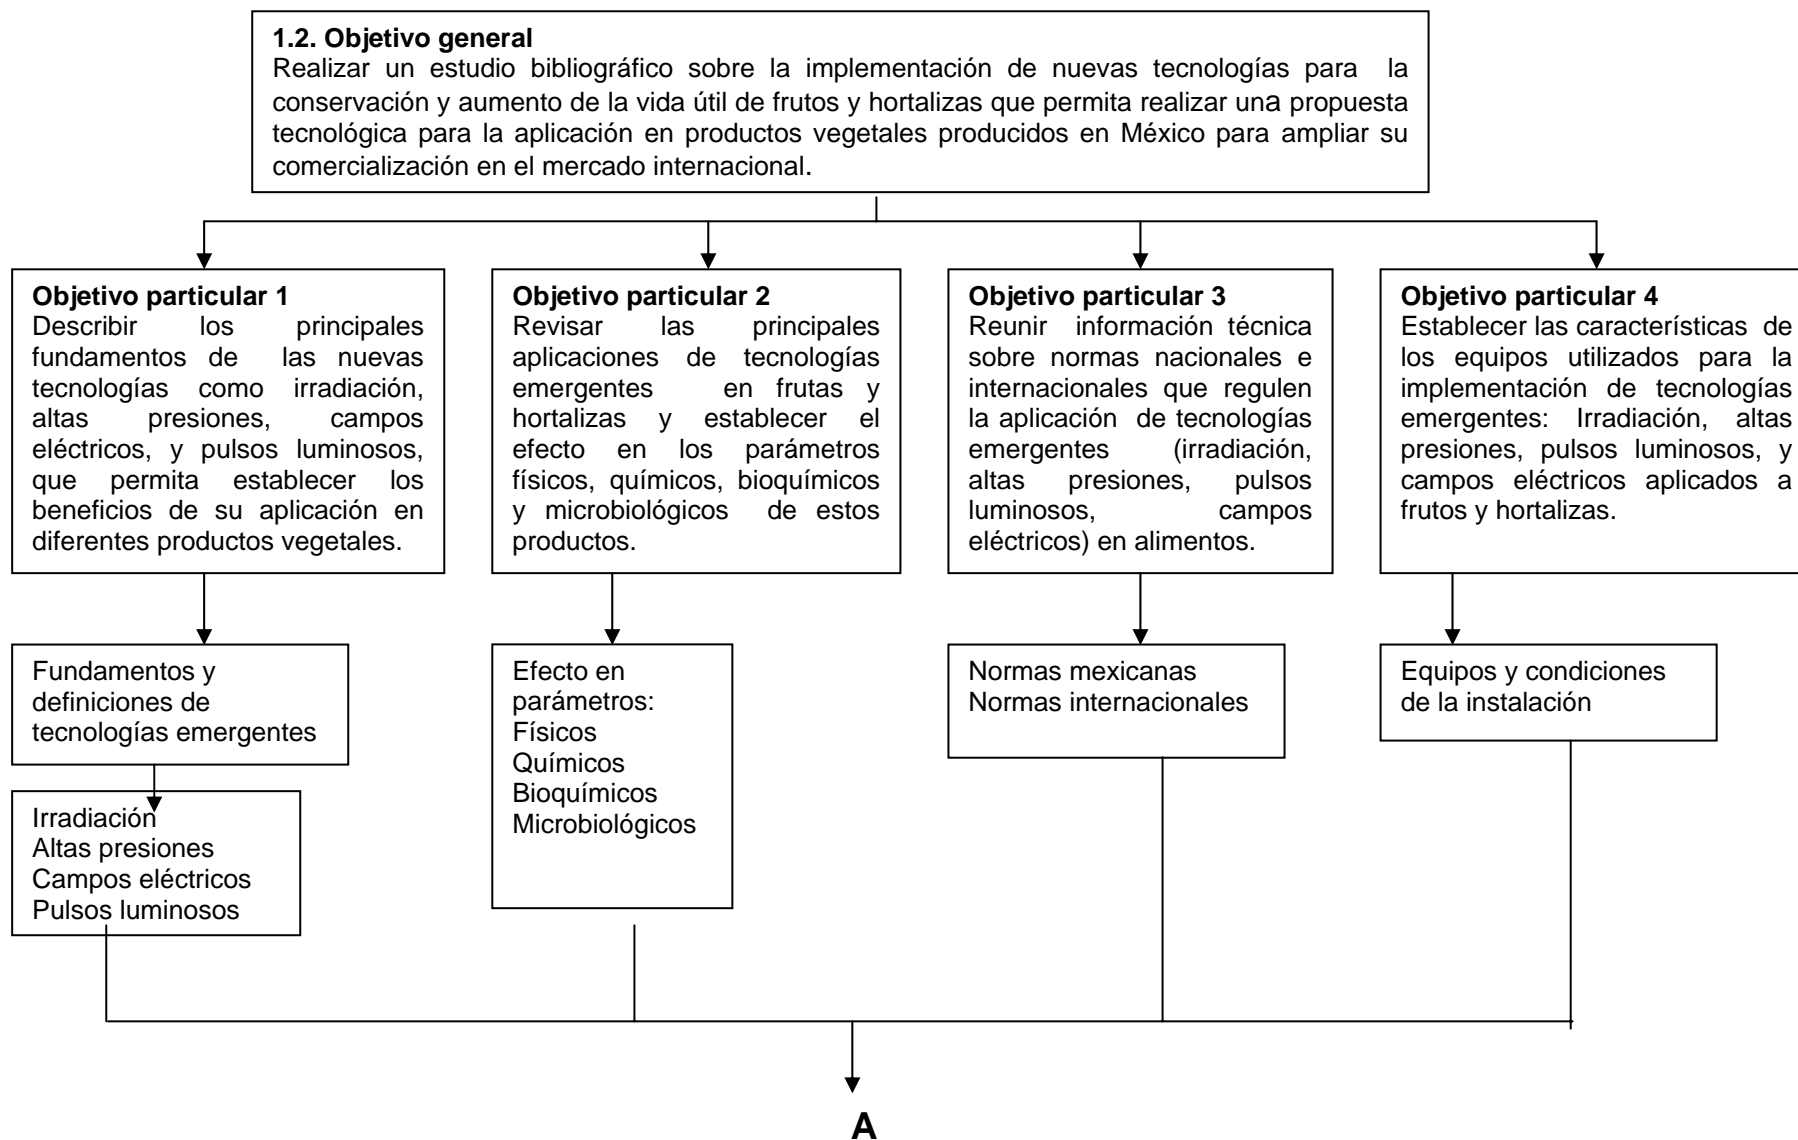 1.2. Objetivo general
Realizar un estudio bibliográfico sobre la implementación de nuevas tecnologías para la
conservación y aumento de la vida útil de frutos y hortalizas que permita realizar una propuesta
tecnológica para la aplicación en productos vegetales producidos en México para ampliar su
comercialización en el mercado internacional.
Objetivo particular 1
Describir los principales
fundamentos de las nuevas
tecnologías como irradiación,
altas presiones, campos
eléctricos, y pulsos luminosos,
que permita establecer los
beneficios de su aplicación en
diferentes productos vegetales.
Objetivo particular 2
Revisar las principales
aplicaciones de tecnologías
emergentes en frutas y
hortalizas y establecer el
efecto en los parámetros
físicos, químicos, bioquímicos
y microbiológicos de estos
productos.
Objetivo particular 3
Reunir información técnica
sobre normas nacionales e
internacionales que regulen
la aplicación de tecnologías
emergentes (irradiación,
altas presiones, pulsos
luminosos, campos
eléctricos) en alimentos.
Objetivo particular 4
Establecer las características de
los equipos utilizados para la
implementación de tecnologías
emergentes: Irradiación, altas
presiones, pulsos luminosos, y
campos eléctricos aplicados a
frutos y hortalizas.
Fundamentos y
definiciones de
tecnologías emergentes
Efecto en
parámetros:
Físicos
Químicos
Bioquímicos
Microbiológicos
Normas mexicanas
Normas internacionales
Equipos y condiciones
de la instalación
Irradiación
Altas presiones
Campos eléctricos
Pulsos luminosos
A